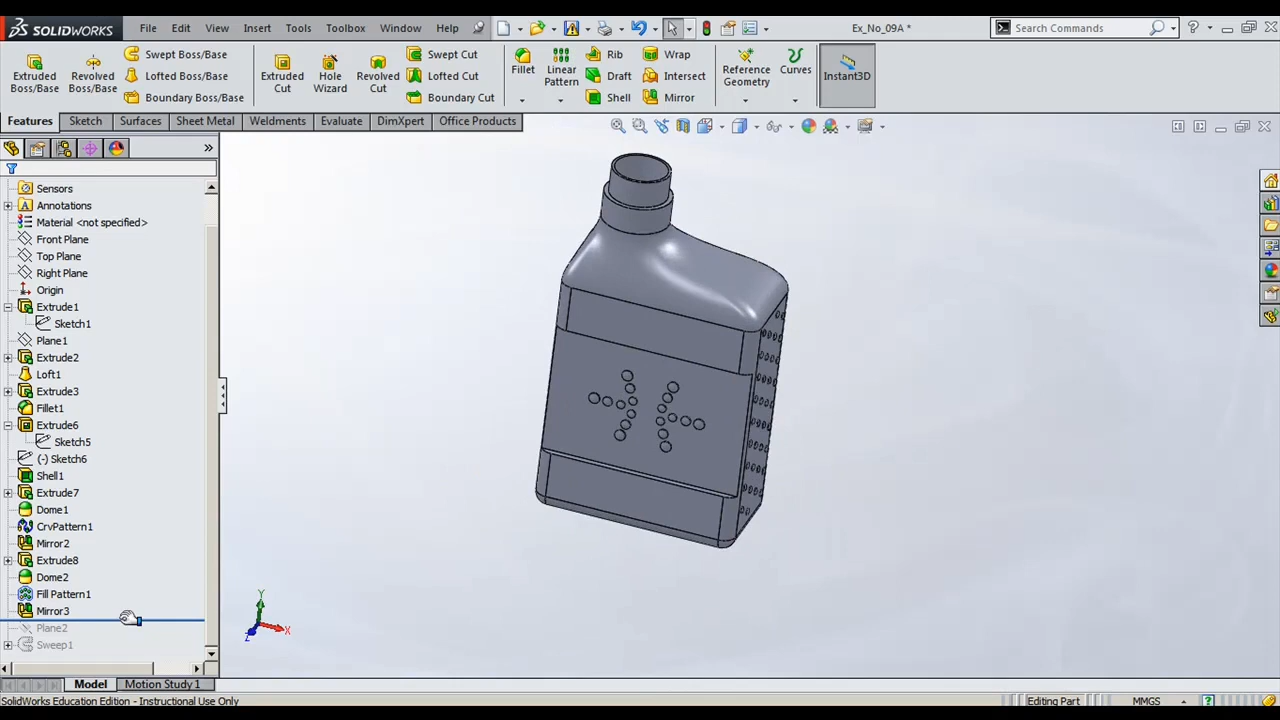 SOLIDWORKS File Edit View Insert Tools Toolbox Window Help Ex_No_09A * Search Commands
Extruded Boss/Base
Revolved Boss/Base
Swept Boss/Base
Lofted Boss/Base
Boundary Boss/Base
Extruded Cut
Hole Wizard
Revolved Cut
Swept Cut
Lofted Cut
Boundary Cut
Fillet
Linear Pattern
Rib
Draft
Shell
Wrap
Intersect
Mirror
Reference Geometry
Curves
Instant3D
Features Sketch Surfaces Sheet Metal Weldments Evaluate DimXpert Office Products
Sensors
Annotations
Material <not specified>
Front Plane
Top Plane
Right Plane
Origin
Extrude1
Sketch1
Plane1
Extrude2
Loft1
Extrude3
Fillet1
Extrude6
Sketch5
(-) Sketch6
Shell1
Extrude7
Dome1
CrvPattern1
Mirror2
Extrude8
Dome2
Fill Pattern1
Mirror3
Plane2
Sweep1
Y
X
Z
Model Motion Study 1
SolidWorks Education Edition - Instructional Use Only Editing Part MMGS